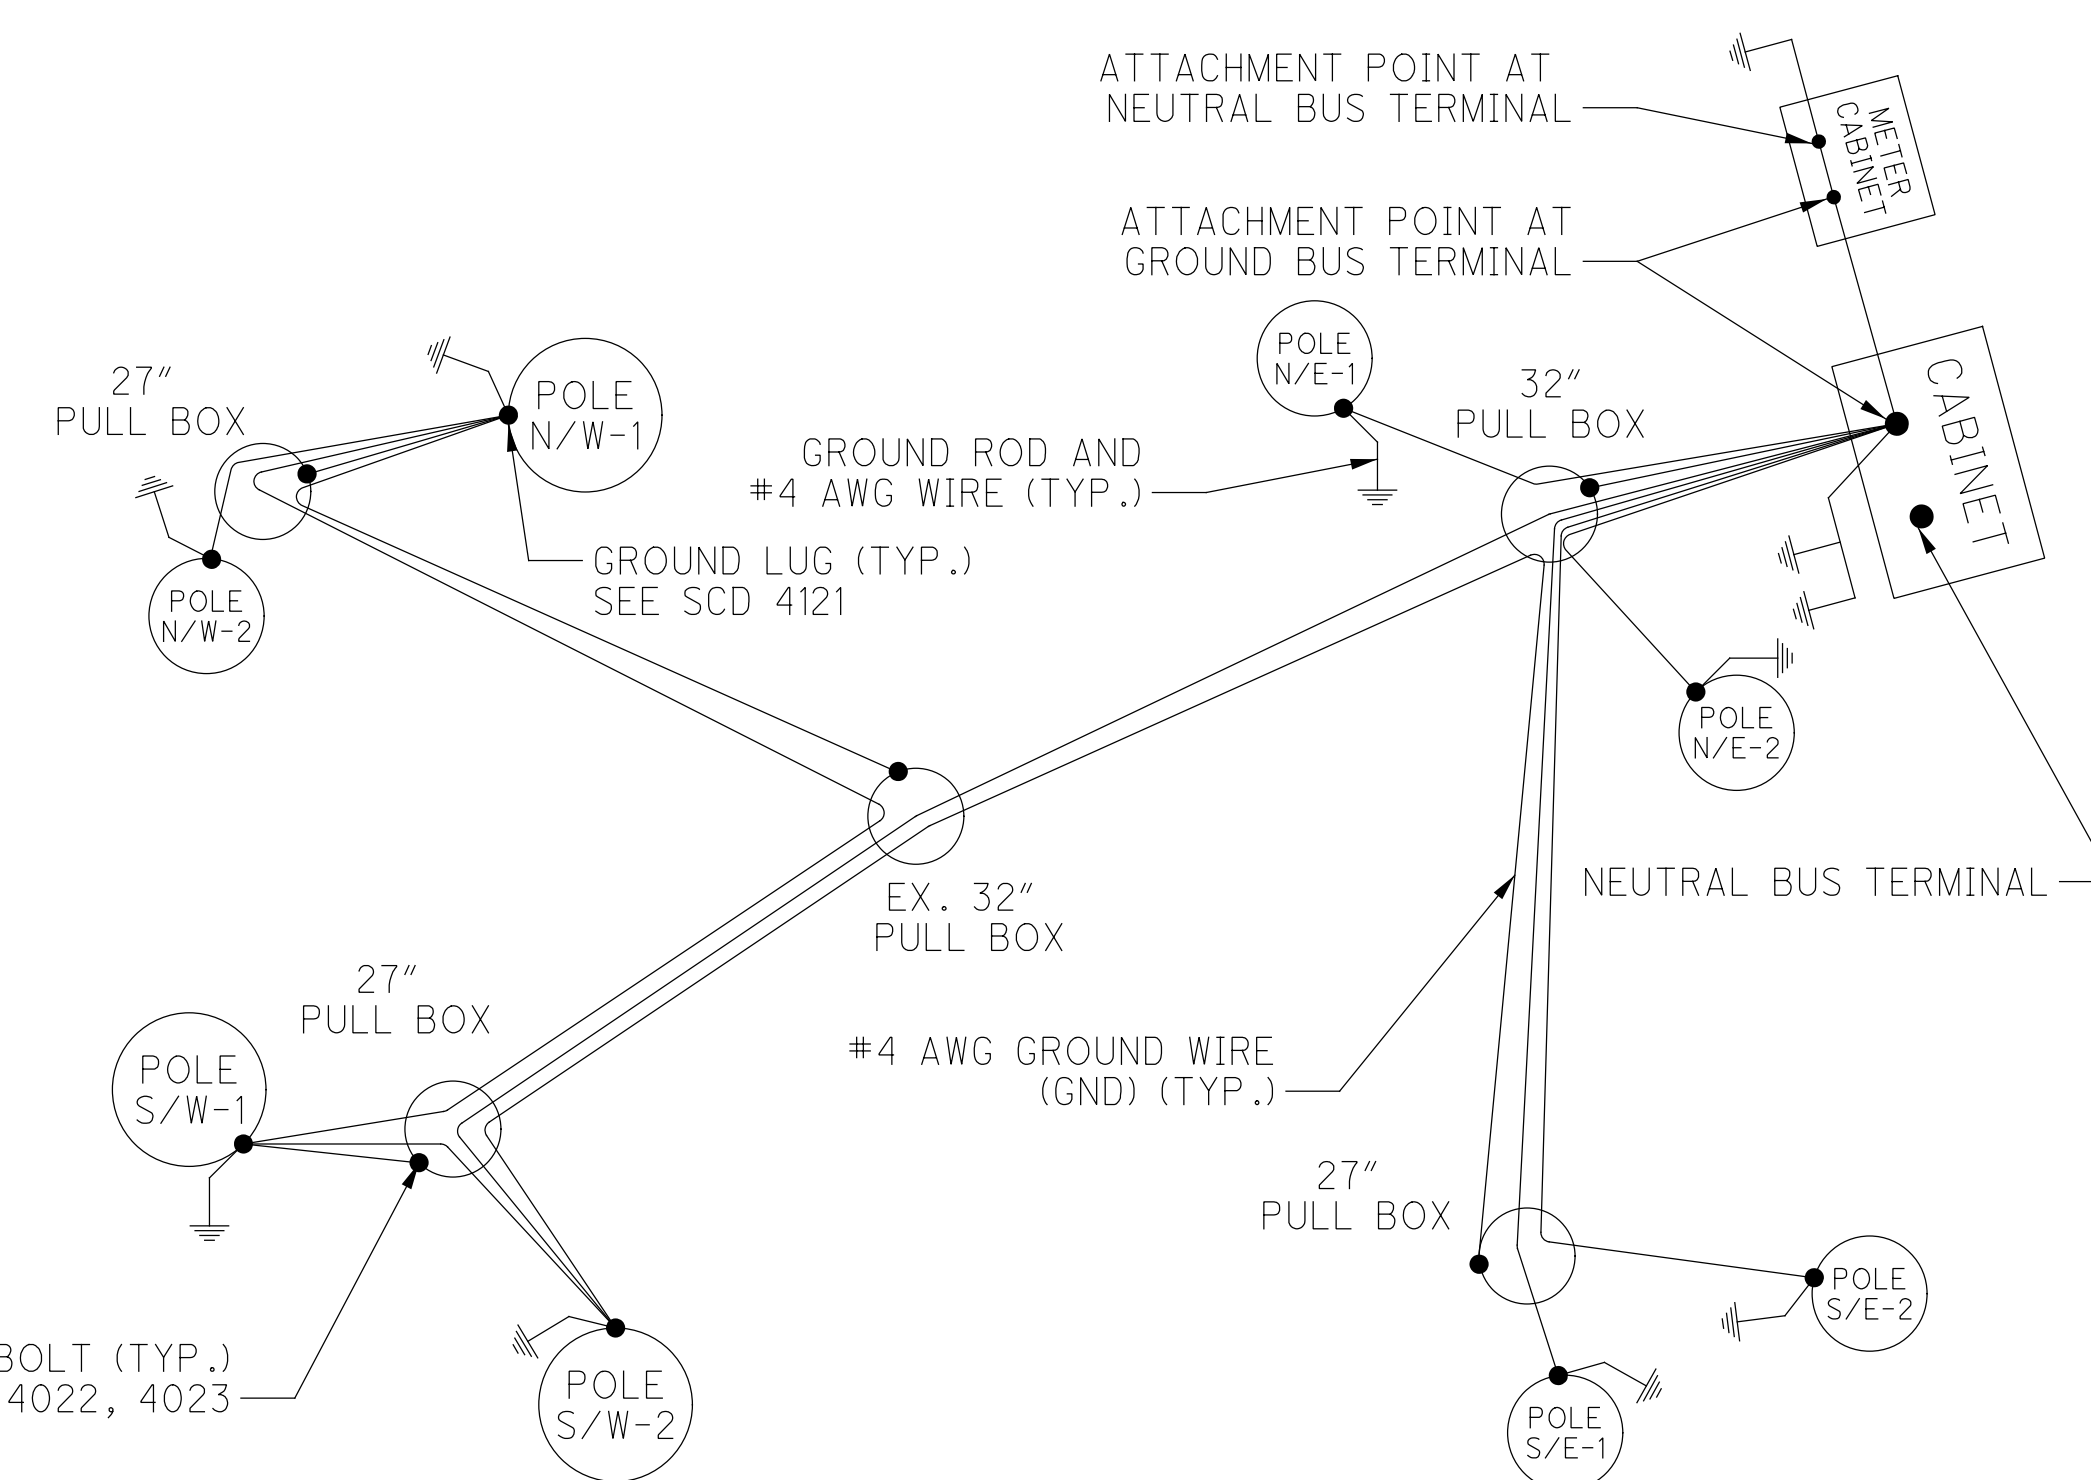 ATTACHMENT POINT AT
NEUTRAL BUS TERMINAL
METER
CABINET
ATTACHMENT POINT AT
GROUND BUS TERMINAL
POLE
N/E-1
32"
PULL BOX
CABINET
27"
PULL BOX
POLE
N/W-1
GROUND ROD AND
#4 AWG WIRE (TYP.)
GROUND LUG (TYP.)
SEE SCD 4121
POLE
N/W-2
POLE
N/E-2
NEUTRAL BUS TERMINAL
EX. 32"
PULL BOX
27"
PULL BOX
POLE
S/W-1
#4 AWG GROUND WIRE
(GND) (TYP.)
27"
PULL BOX
POLE
S/E-2
BOLT (TYP.)
4022, 4023
POLE
S/W-2
POLE
S/E-1